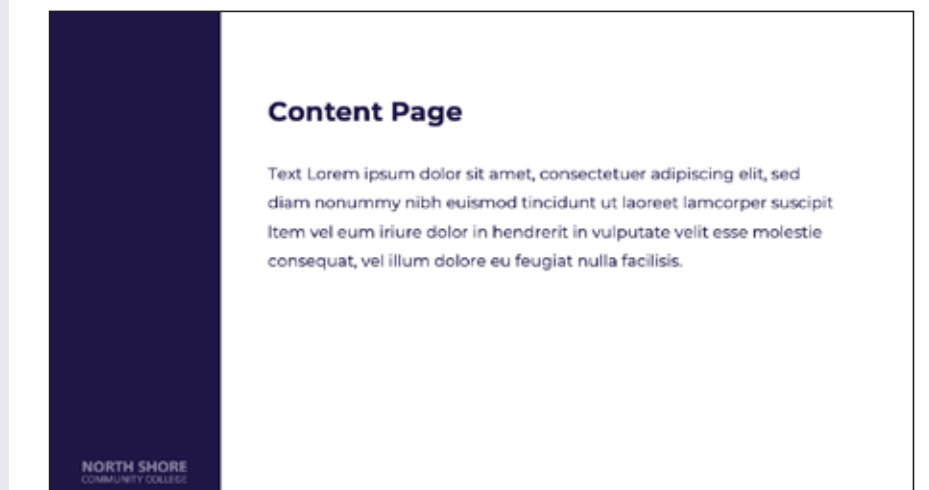 Content Page
Text Lorem ipsum dolor sit amet, consectetuer adipiscing elit, sed
diam nonummy nibh euismod tincidunt ut laoreet lamcorper suscipit
Item vel eum iriure dolor in hendrerit in vulputate velit esse molestie
consequat, vel illum dolore eu feugiat nulla facilisis.
NORTH SHORE
COMMUNITY COLLEGE